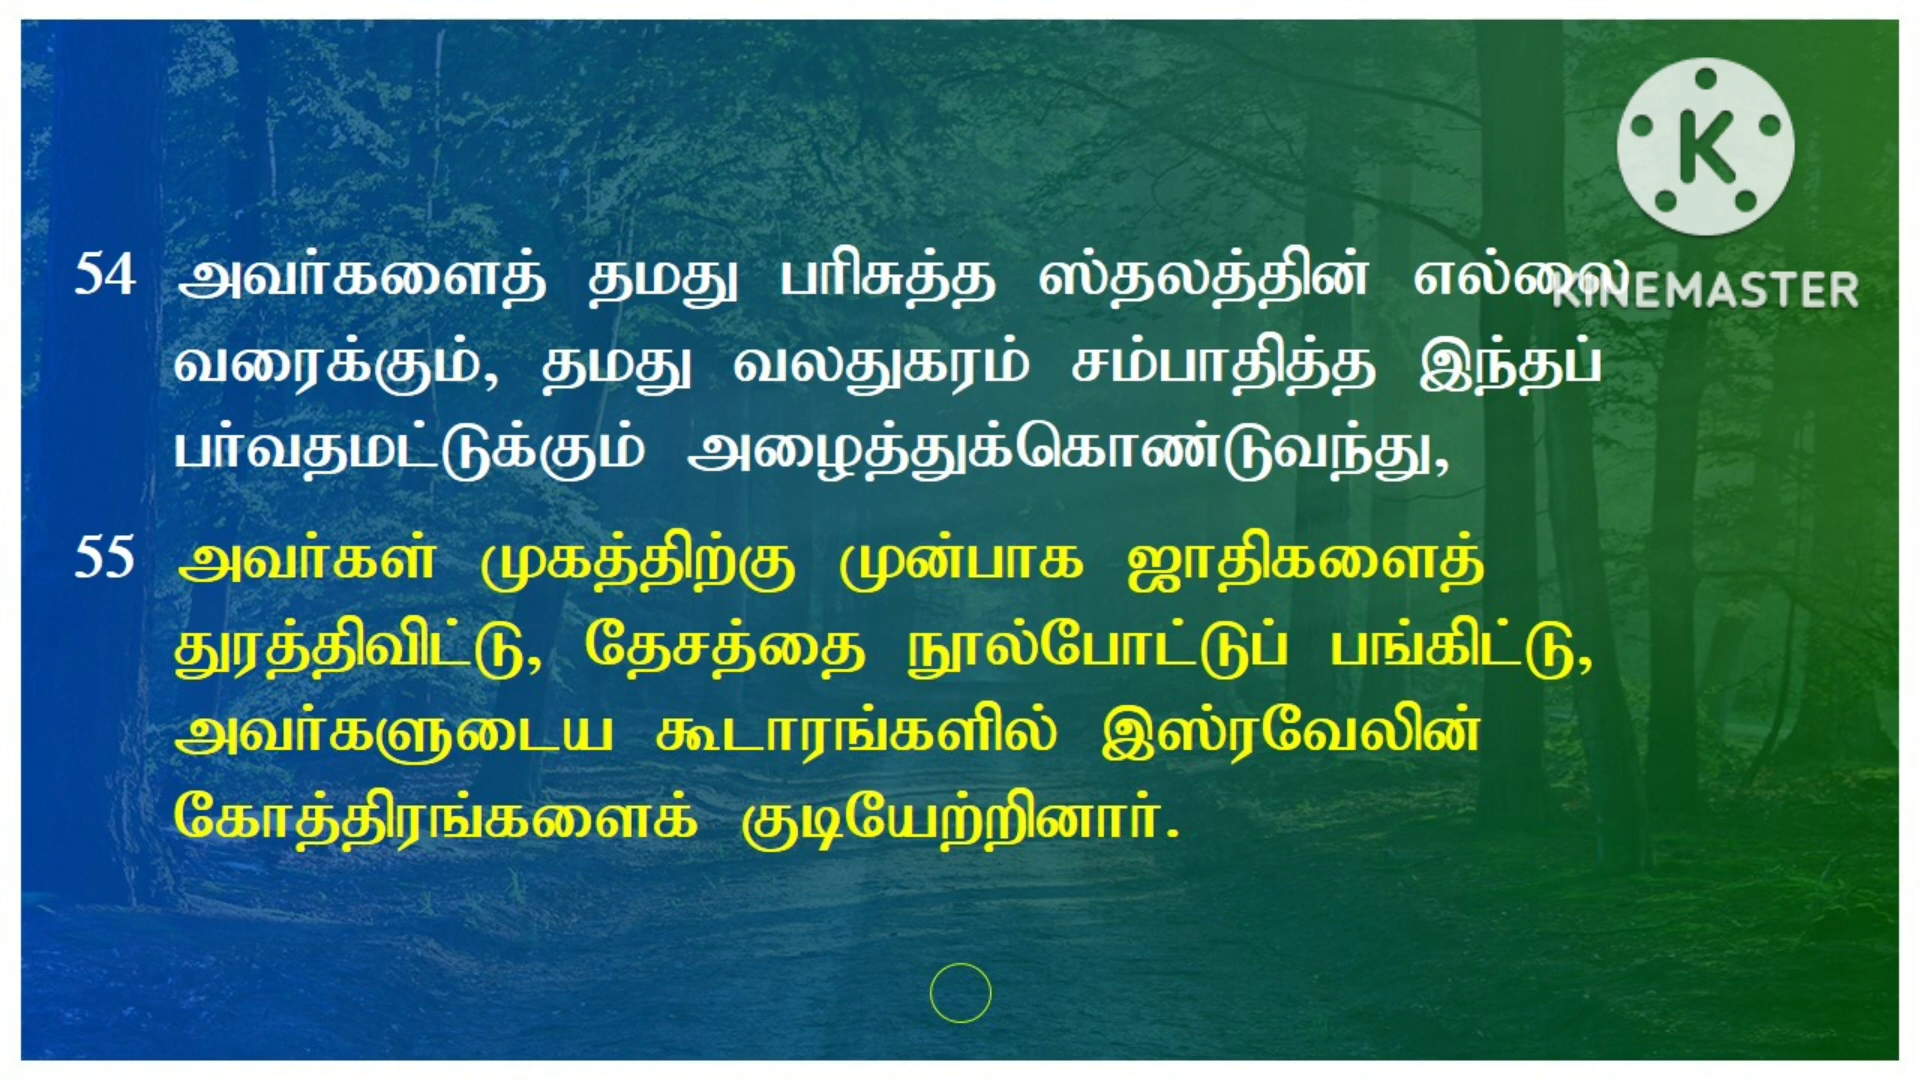 KINEMASTER
54 அவர்களைத் தமது பரிசுத்த ஸ்தலத்தின் எல்லை
வரைக்கும், தமது வலதுகரம் சம்பாதித்த இந்தப்
பர்வதமட்டுக்கும் அழைத்துக்கொண்டுவந்து,
55 அவர்கள் முகத்திற்கு முன்பாக ஜாதிகளைத்
துரத்திவிட்டு, தேசத்தை நூல்போட்டுப் பங்கிட்டு,
அவர்களுடைய கூடாரங்களில் இஸ்ரவேலின்
கோத்திரங்களைக் குடியேற்றினார்.